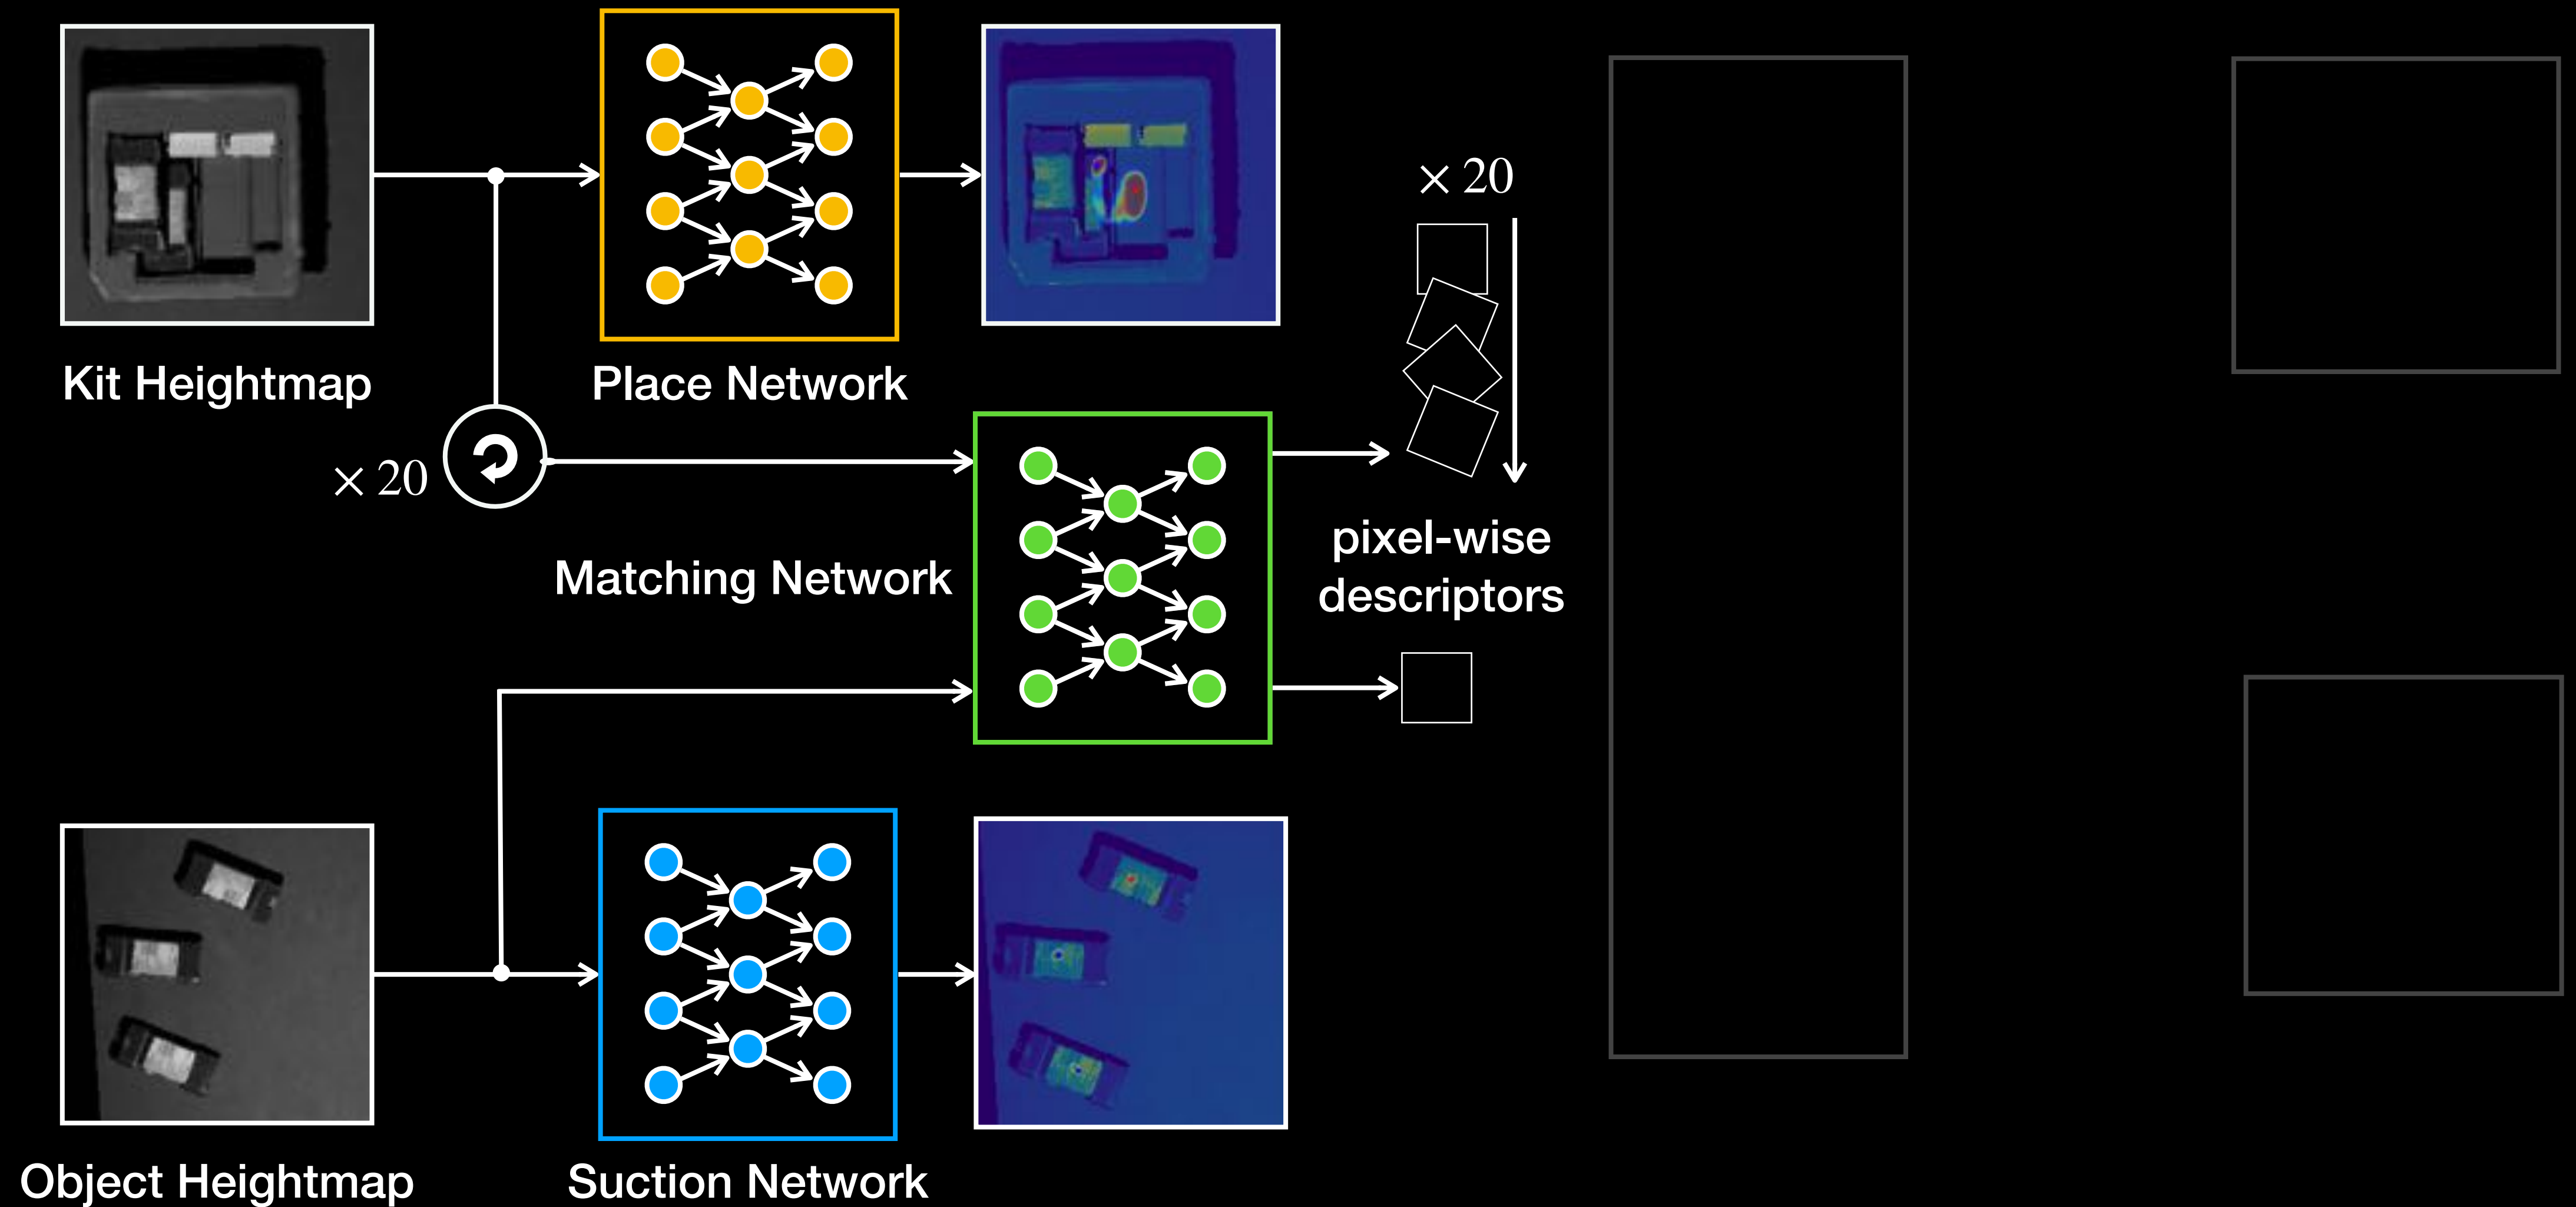 × 20
Kit Heightmap
Place Network
× 20
pixel-wise
descriptors
Matching Network
Object Heightmap
Suction Network